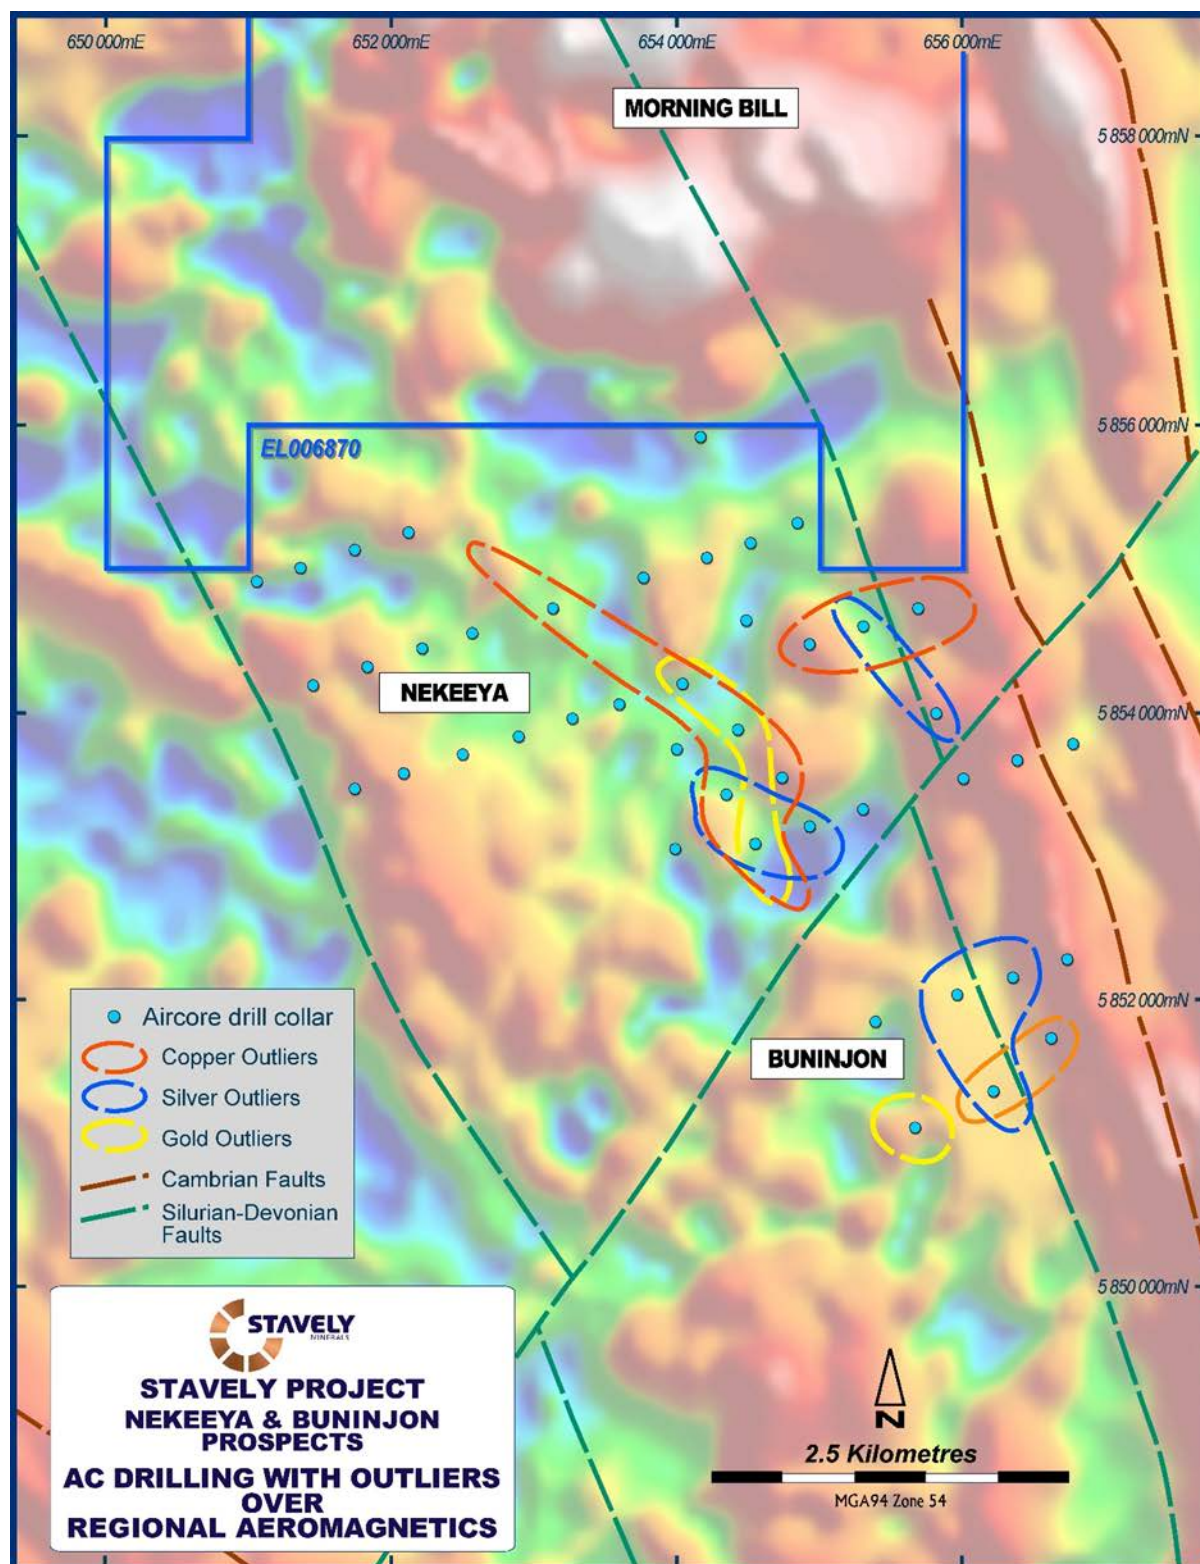 650 000mE
652 000mE
654 000mE
656 000mE
MORNING BILL
5 858 000mN
5 856 000mN
EL006870
NEKEEYA
5 854 000mN
5 852 000mN
BUNINJON
Aircore drill collar
Copper Outliers
Silver Outliers
Gold Outliers
Cambrian Faults
Silurian-Devonian
Faults
5 850 000mN
STAVELY
MINERALS
STAVELY PROJECT
NEKEEYA & BUNINJON
PROSPECTS
AC DRILLING WITH OUTLIERS
OVER
REGIONAL AEROMAGNETICS
N
2.5 Kilometres
MGA94 Zone 54